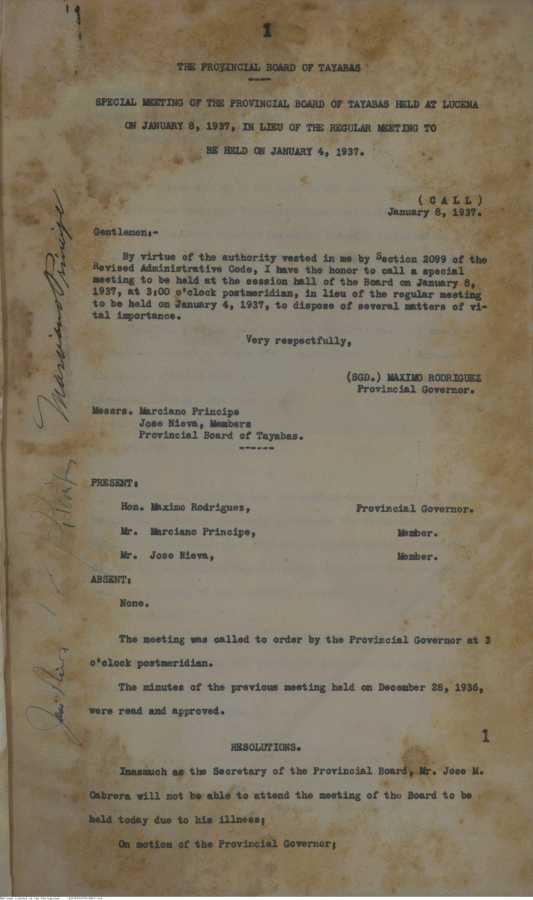 1
THE PROVINCIAL BOARD OF TAYABAS
SPECIAL MEETING OF THE PROVINCIAL BOARD OF TAYABAS HELD AT LUCENA
ON JANUARY 8, 1937, IN LIEU OF THE REGULAR MEETING TO
BE HELD ON JANUARY 4, 1937.
( C A L L )
January 8, 1937.
Gentlemen:-
By virtue of the authority vested in me by Section 2099 of the
Revised Administrative Code, I have the honor to call a special
meeting to be held at the session hall of the Board on January 8,
1937, at 3:00 o'clock postmeridian, in lieu of the regular meeting
to be held on January 4, 1937, to dispose of several matters of vi-
tal importance.
Very respectfully,
(SGD.) MAXIMO RODRIGUEZ
Provincial Governor.
Messrs. Marciano Principe
Jose Nieva, Members
Provincial Board of Tayabas.
------
PRESENT:
Hon. Maximo Rodriguez, Provincial Governor.
Mr. Marciano Principe, Member.
Mr. Jose Nieva, Member.
ABSENT:
None.
The meeting was called to order by the Provincial Governor at 3
o'clock postmeridian.
The minutes of the previous meeting held on December 28, 1936,
were read and approved.
1
RESOLUTIONS.
Inasmuch as the Secretary of the Provincial Board, Mr. Jose M.
Cabrera will not be able to attend the meeting of the Board to be
held today due to his illness;
On motion of the Provincial Governor;
Marciano Principe
Jose Nieva
National Library of the Philippines